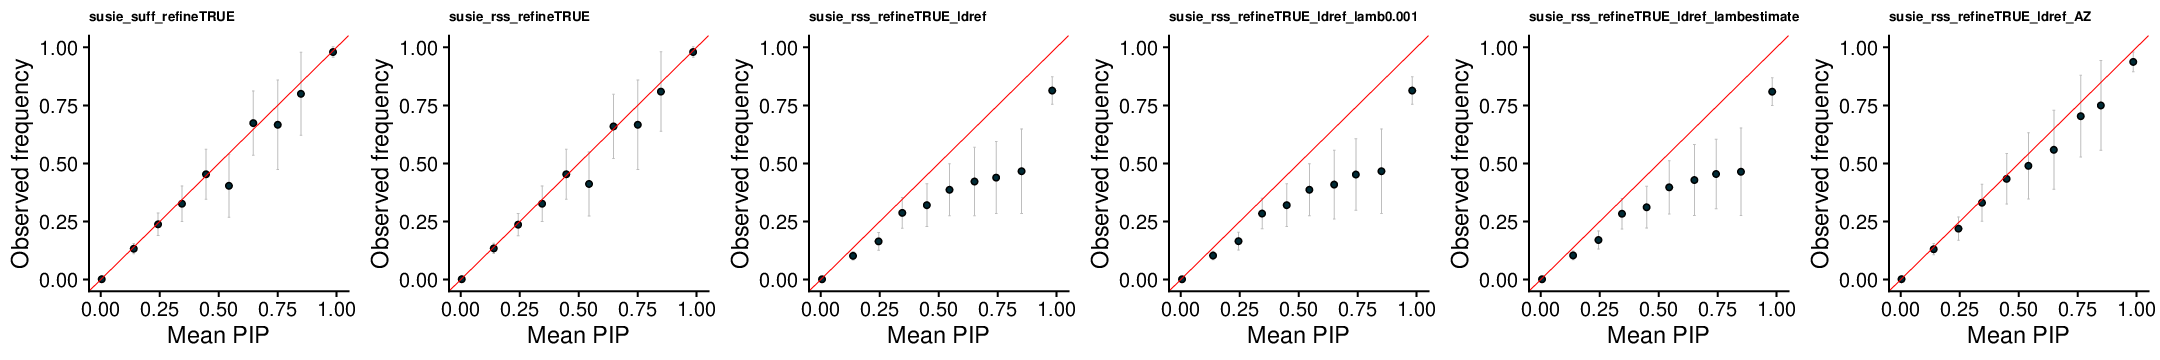 susie_suff_refineTRUE
Observed frequency
1.00
0.75
0.50
0.25
0.00
0.00 0.25 0.50 0.75 1.00
Mean PIP
susie_rss_refineTRUE
Observed frequency
1.00
0.75
0.50
0.25
0.00
0.00 0.25 0.50 0.75 1.00
Mean PIP
susie_rss_refineTRUE_ldref
Observed frequency
1.00
0.75
0.50
0.25
0.00
0.00 0.25 0.50 0.75 1.00
Mean PIP
susie_rss_refineTRUE_ldref_lamb0.001
Observed frequency
1.00
0.75
0.50
0.25
0.00
0.00 0.25 0.50 0.75 1.00
Mean PIP
susie_rss_refineTRUE_ldref_lambestimate
Observed frequency
1.00
0.75
0.50
0.25
0.00
0.00 0.25 0.50 0.75 1.00
Mean PIP
susie_rss_refineTRUE_ldref_AZ
Observed frequency
1.00
0.75
0.50
0.25
0.00
0.00 0.25 0.50 0.75 1.00
Mean PIP